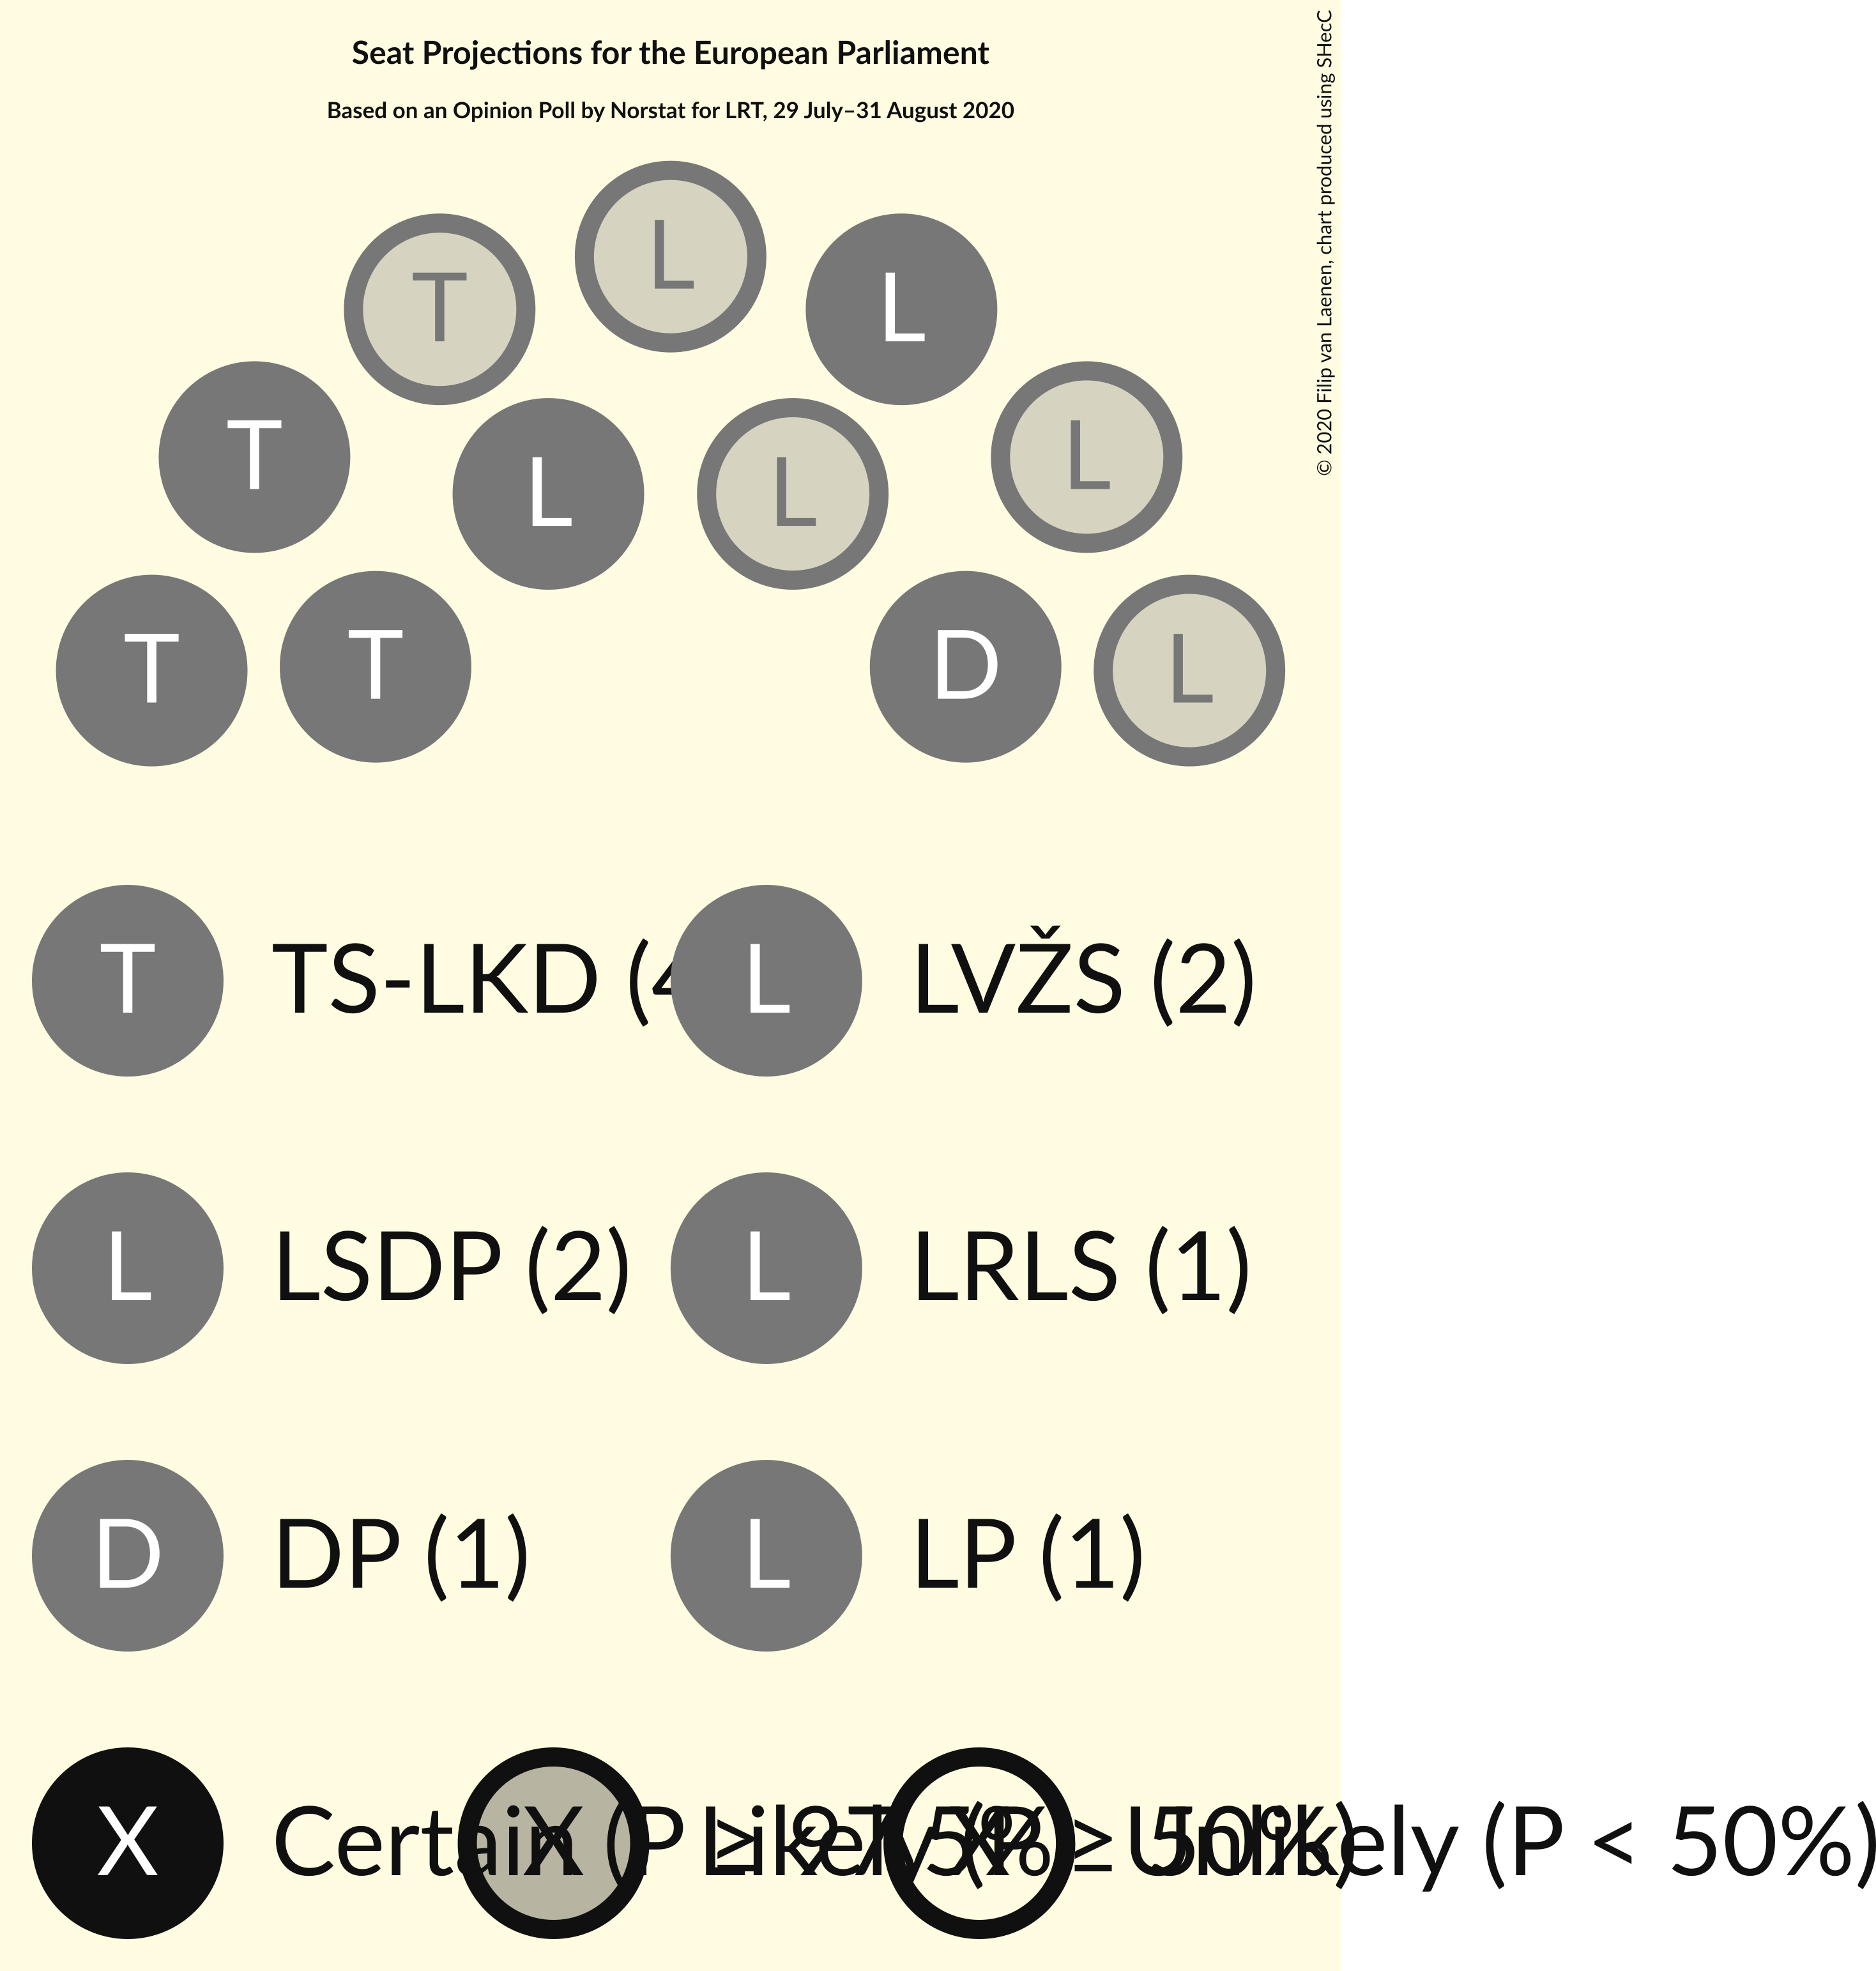 Seat Projections for the European Parliament
Based on an Opinion Poll by Norstat for LRT, 29 July–31 August 2020
© 2020 Filip van Laenen, chart produced using SHecC
L
T
L
T
L
L
L
T
T
D
L
T TS-LKD (4
L LVŽS (2)
L LSDP (2)
L LRLS (1)
D DP (1)
L LP (1)
X Certain (P ≥
X Likely (P ≥ 50%)
X Unlikely (P < 50%)